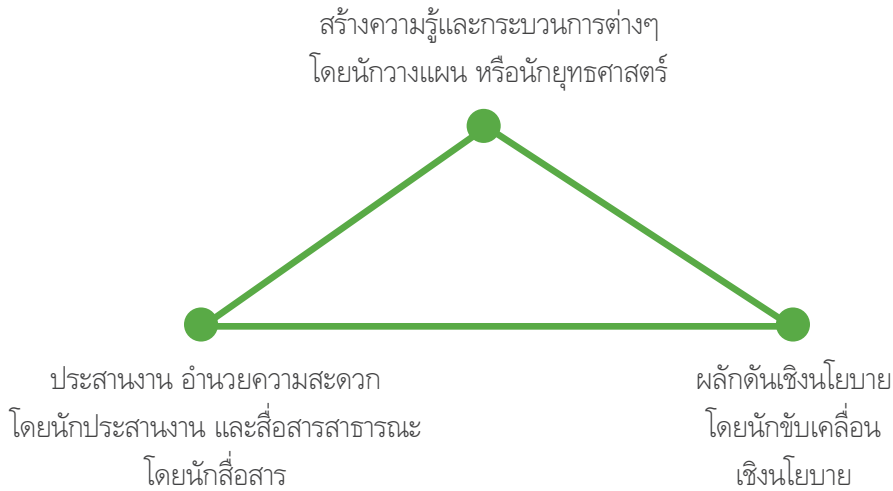 สร้างความรู้และกระบวนการต่างๆ
โดยนักวางแผน หรือนักยุทธศาสตร์
ประสานงาน อำนวยความสะดวก
โดยนักประสานงาน และสื่อสารสาธารณะ
โดยนักสื่อสาร
ผลักดันเชิงนโยบาย
โดยนักขับเคลื่อน
เชิงนโยบาย